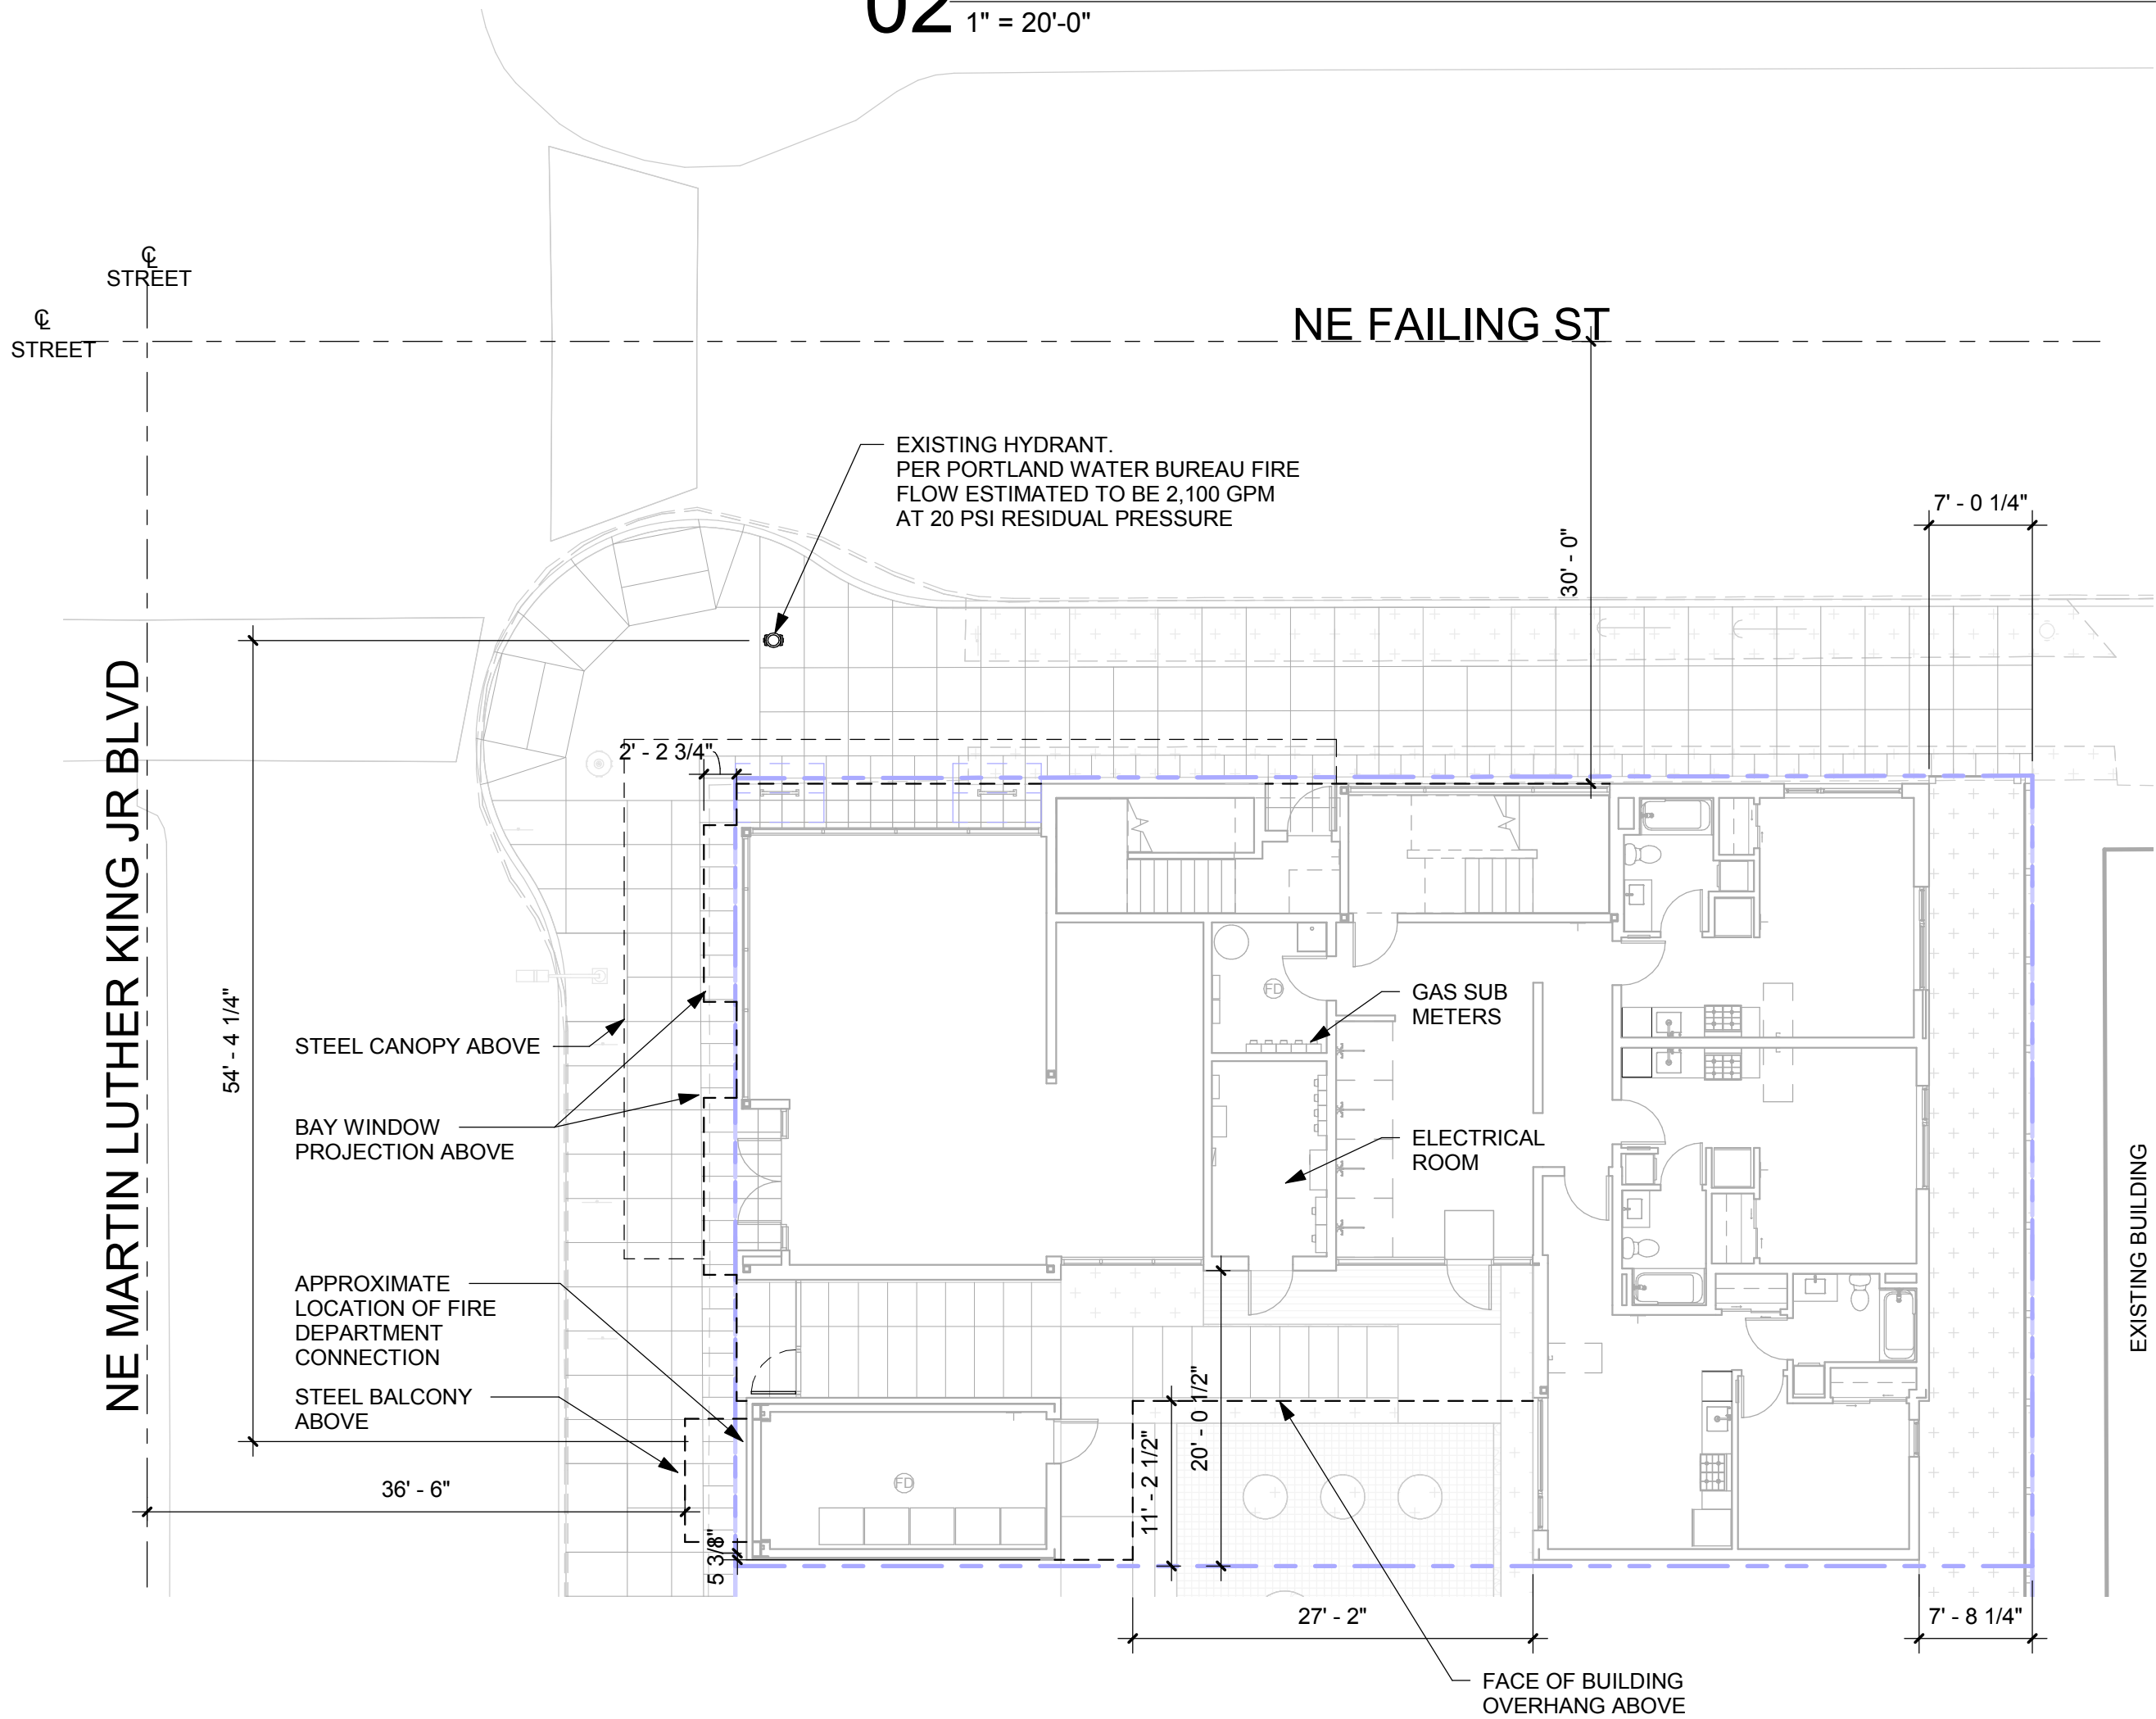 02
1" = 20'-0"
℄
STREET
℄
STREET
NE FAILING ST
EXISTING HYDRANT.
PER PORTLAND WATER BUREAU FIRE
FLOW ESTIMATED TO BE 2,100 GPM
AT 20 PSI RESIDUAL PRESSURE
7' - 0 1/4"
30' - 0"
NE MARTIN LUTHER KING JR BLVD
2' - 2 3/4"
54' - 4 1/4"
FD
GAS SUB
METERS
STEEL CANOPY ABOVE
BAY WINDOW
PROJECTION ABOVE
ELECTRICAL
ROOM
EXISTING BUILDING
APPROXIMATE
LOCATION OF FIRE
DEPARTMENT
CONNECTION
STEEL BALCONY
ABOVE
20' - 0 1/2"
11' - 2 1/2"
36' - 6"
FD
5 3/8"
27' - 2"
7' - 8 1/4"
FACE OF BUILDING
OVERHANG ABOVE